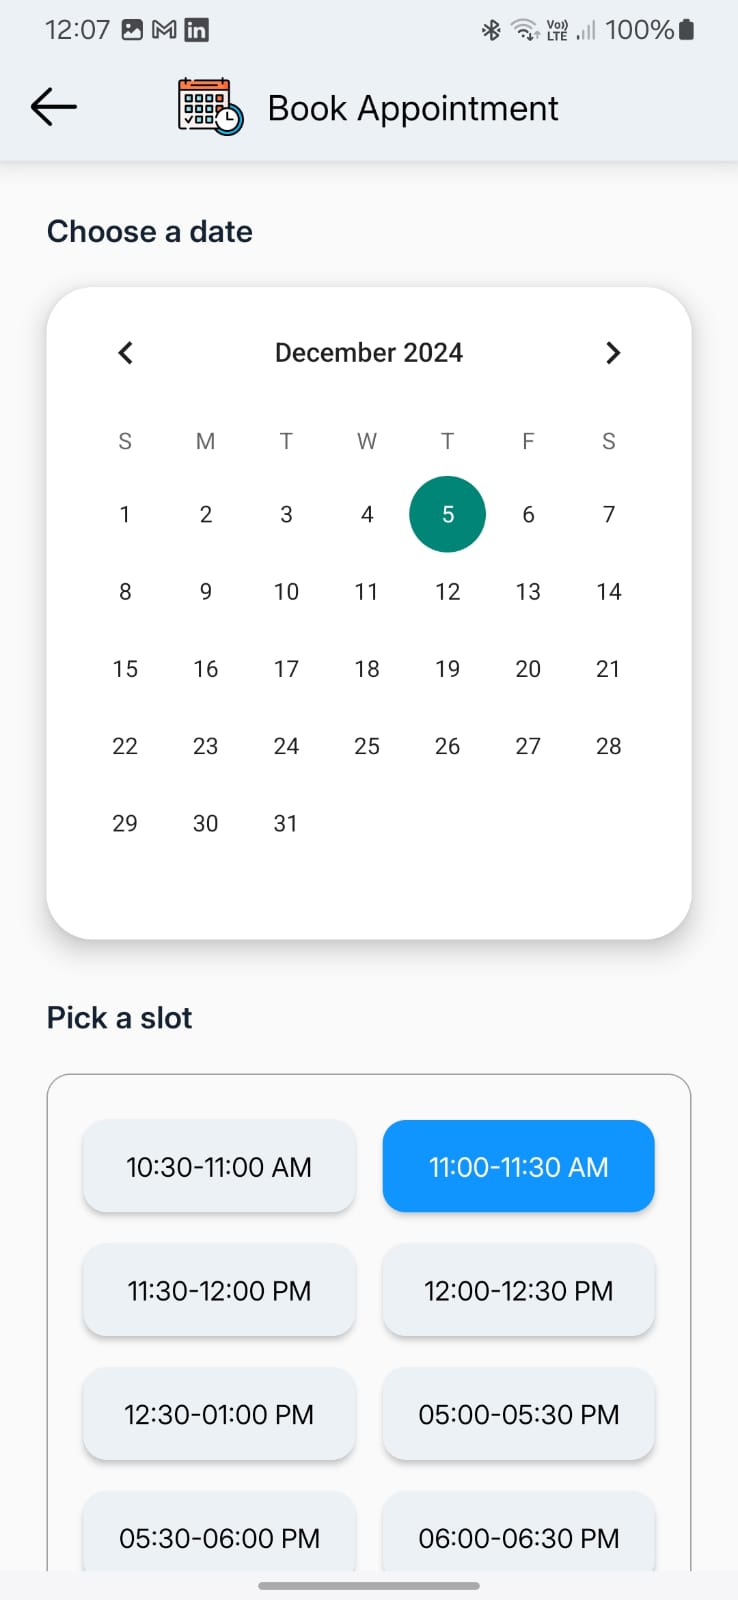 12:07 100%
Vo)) LTE
Book Appointment
Choose a date
December 2024
S M T W T F S
1 2 3 4 5 6 7
8 9 10 11 12 13 14
15 16 17 18 19 20 21
22 23 24 25 26 27 28
29 30 31
Pick a slot
10:30-11:00 AM 11:00-11:30 AM
11:30-12:00 PM 12:00-12:30 PM
12:30-01:00 PM 05:00-05:30 PM
05:30-06:00 PM 06:00-06:30 PM